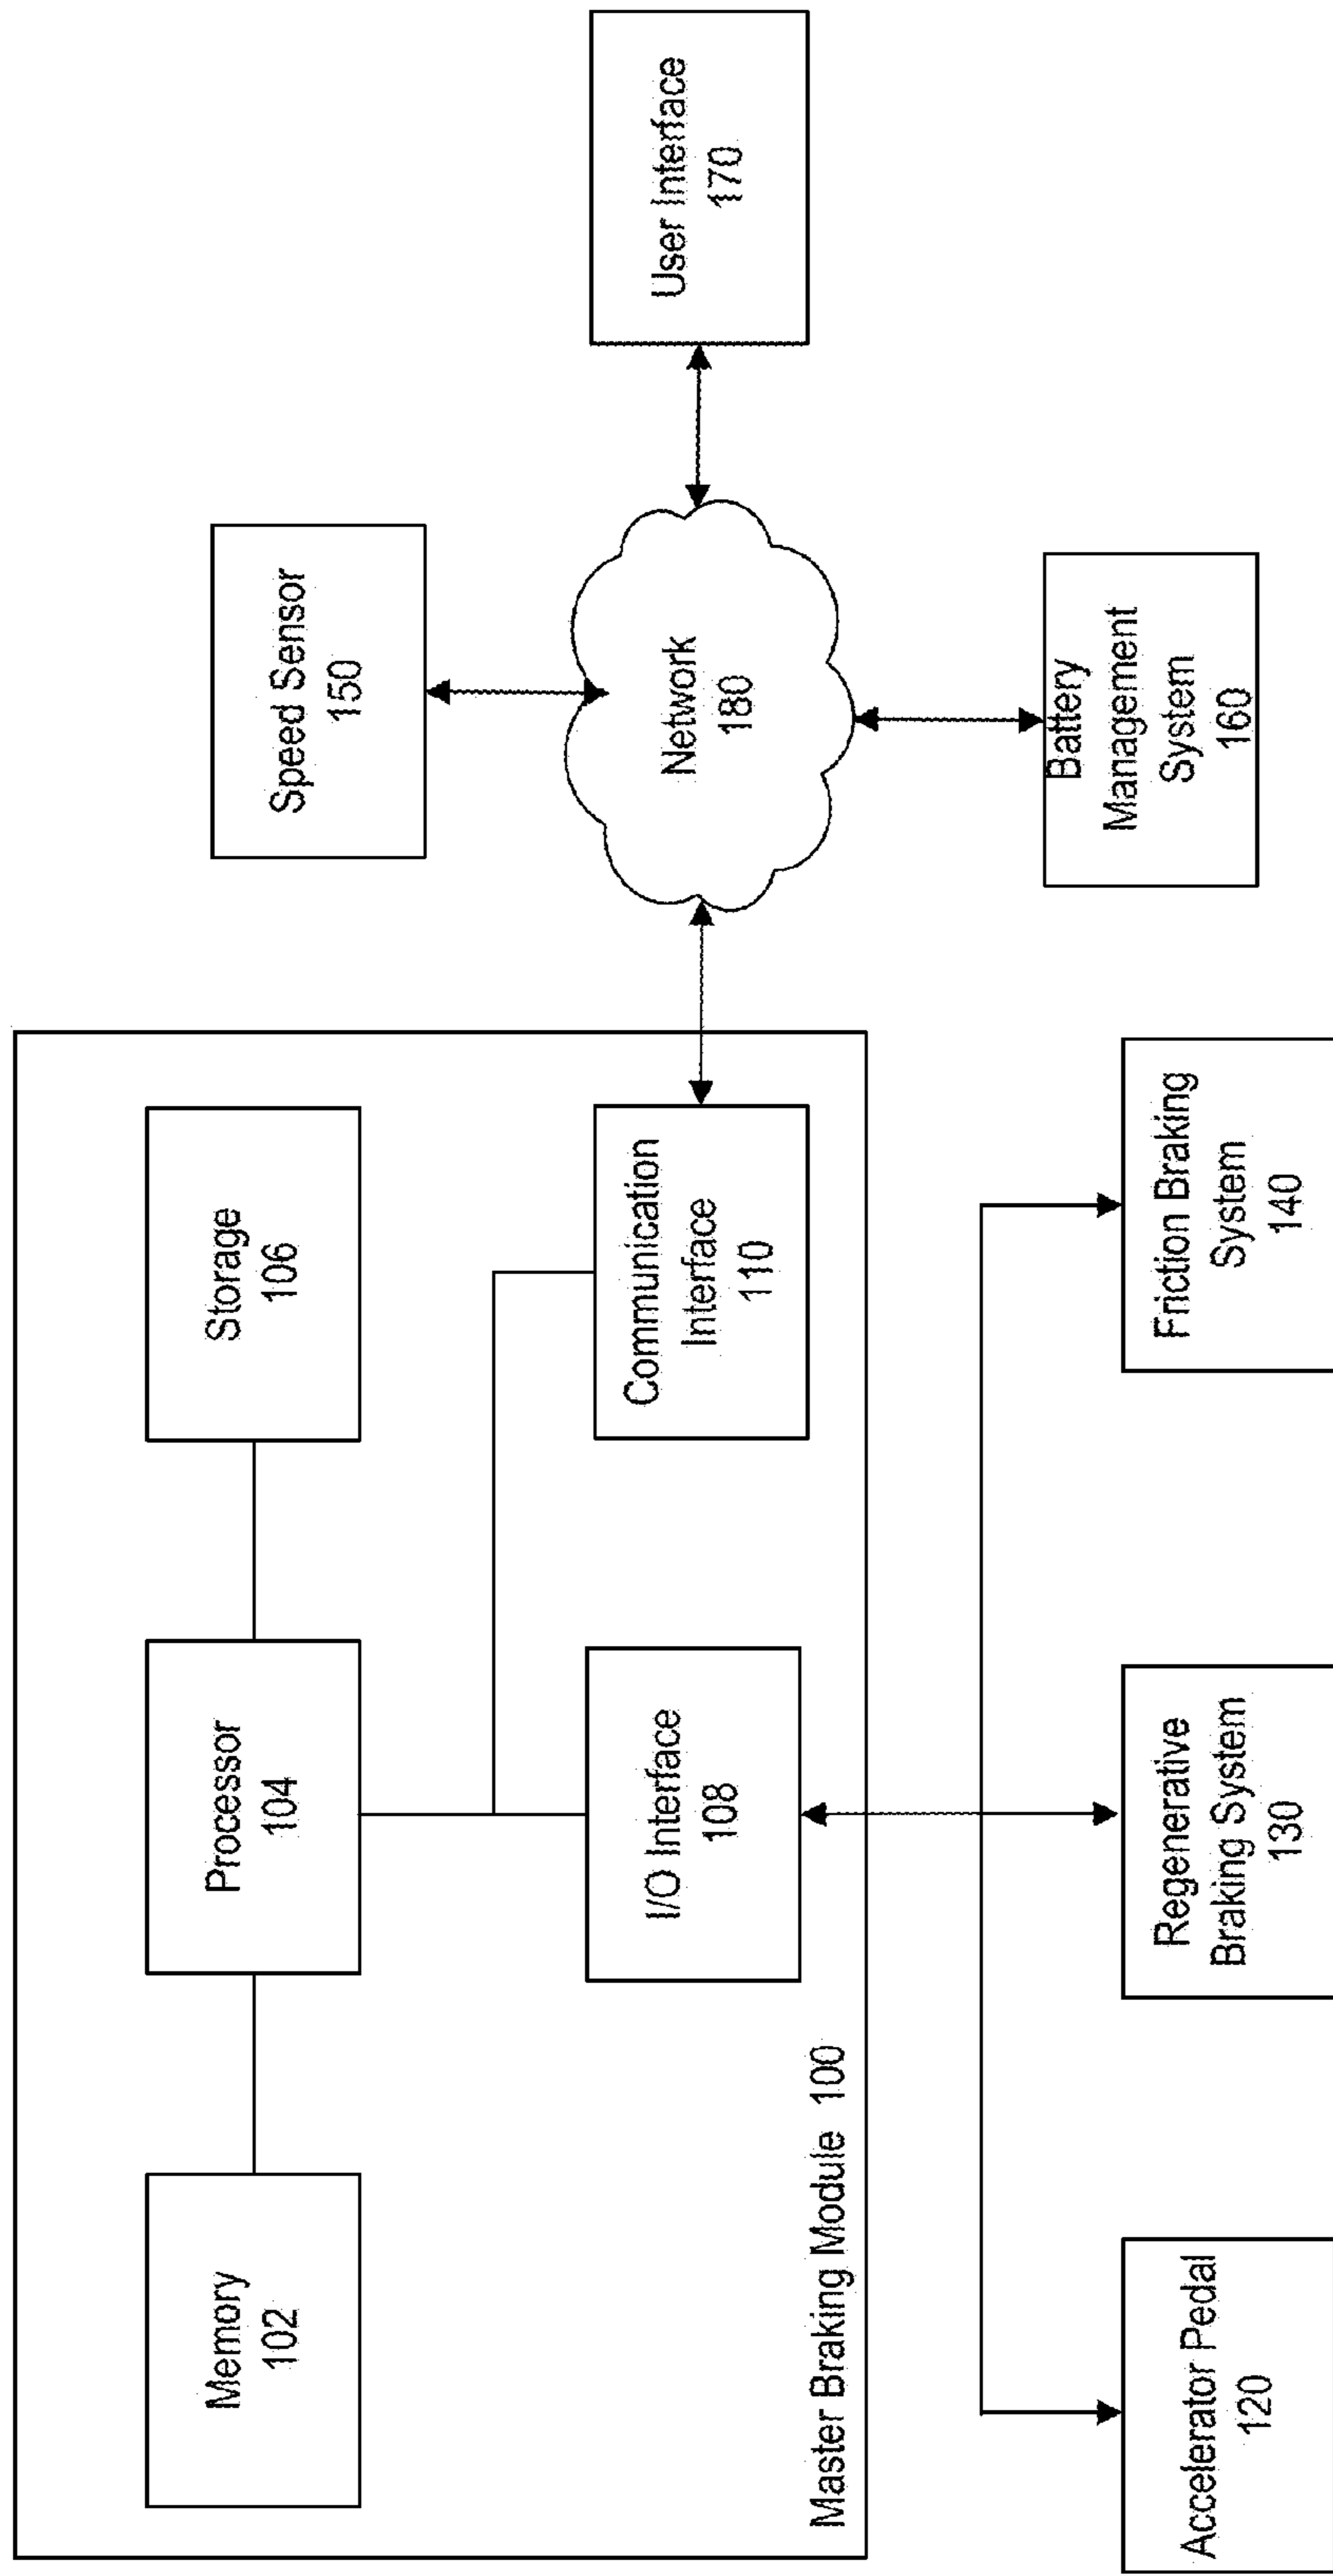 Memory
102
Processor
104
Storage
106
I/O Interface
108
Communication
Interface
110
Master Braking Module 100
Accelerator Pedal
120
Regenerative
Braking System
130
Friction Braking
System
140
Speed Sensor
150
Network
180
Battery
Management
System
160
User Interface
170